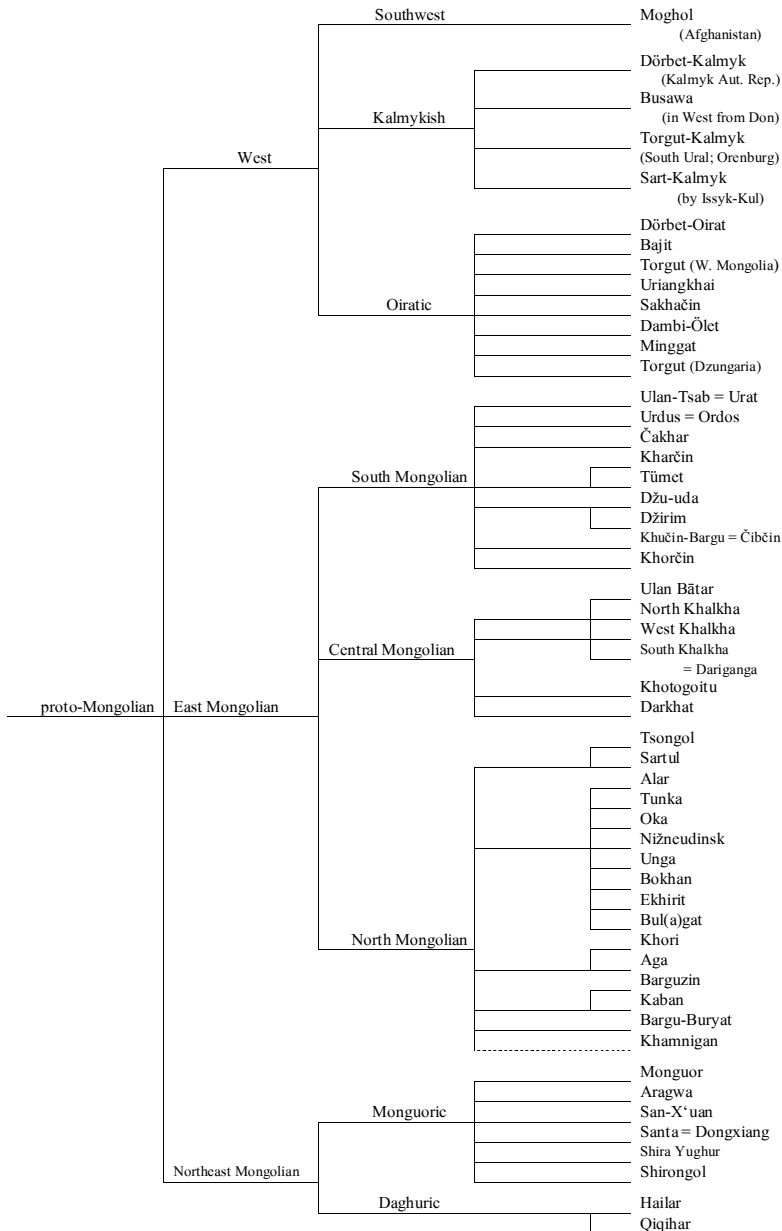 Southwest Moghol
(Afghanistan)
Dörbet-Kalmyk
(Kalmyk Aut. Rep.)
Busawa
Kalmykish (in West from Don)
Torgut-Kalmyk
West (South Ural; Orenburg)
Sart-Kalmyk
(by Issyk-Kul)
Dörbet-Oirat
Bajit
Torgut (W. Mongolia)
Uriangkhai
Oiratic Sakhačin
Dambi-Ölet
Minggat
Torgut (Dzungaria)
Ulan-Tsab = Urat
Urdus = Ordos
Čakhar
Kharčin
South Mongolian Tümet
Džu-uda
Džirim
Khučin-Bargu = Čibčin
Khorčin
Ulan Bātar
North Khalkha
West Khalkha
Central Mongolian South Khalkha
= Dariganga
Khotogoitu
proto-Mongolian East Mongolian Darkhat
Tsongol
Sartul
Alar
Tunka
Oka
Nižneudinsk
Unga
Bokhan
Ekhirit
Bul(a)gat
North Mongolian Khori
Aga
Barguzin
Kaban
Bargu-Buryat
Khamnigan
Monguor
Aragwa
Monguoric San-X‘uan
Santa = Dongxiang
Shira Yughur
Northeast Mongolian Shirongol
Daghuric Hailar
Qiqihar